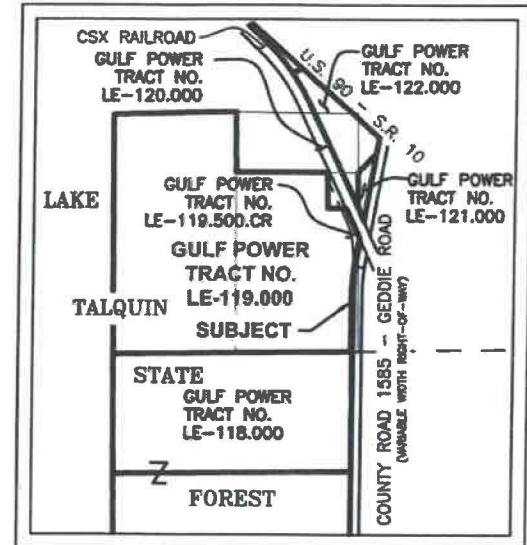 CSX RAILROAD
GULF POWER
TRACT NO.
LE-120.000
U.S. 90 - S.R. 10
GULF POWER
TRACT NO.
LE-122.000
LAKE
GULF POWER
TRACT NO.
LE-119.500.CR
GULF POWER
TRACT NO.
LE-121.000
GULF POWER
TRACT NO.
LE-119.000
TALQUIN
SUBJECT
STATE
GULF POWER
TRACT NO.
LE-118.000
Z
FOREST
COUNTY ROAD 1585 - GEDDIE ROAD
(VARIABLE WIDTH RIGHT-OF-WAY)